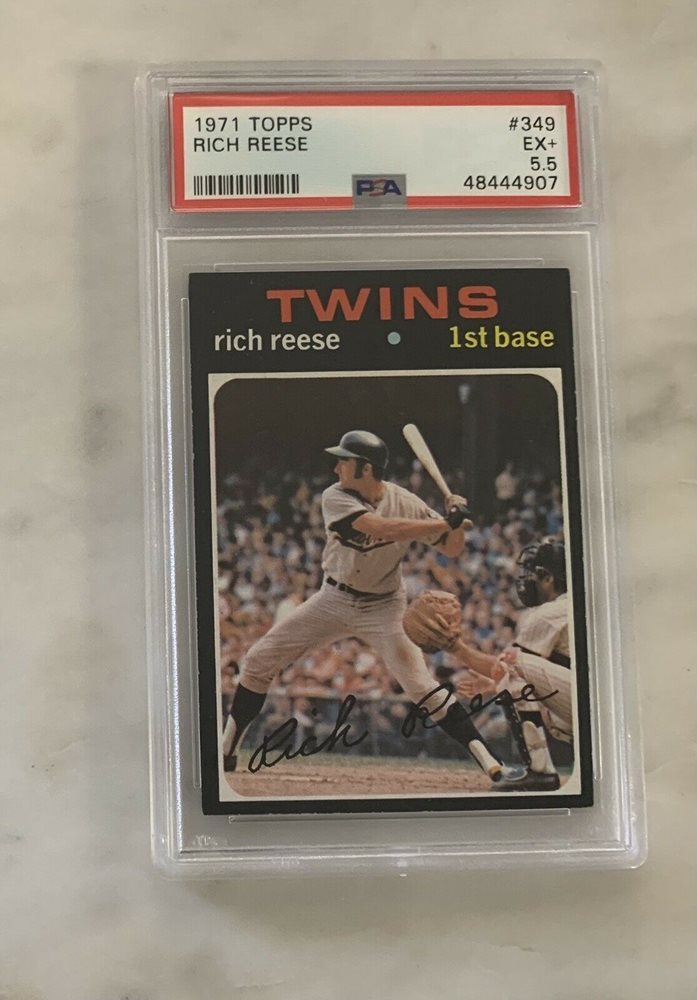 1971 TOPPS #349
RICH REESE EX+
5.5
PSA 48444907
TWINS
rich reese 1st base
Rich Reese